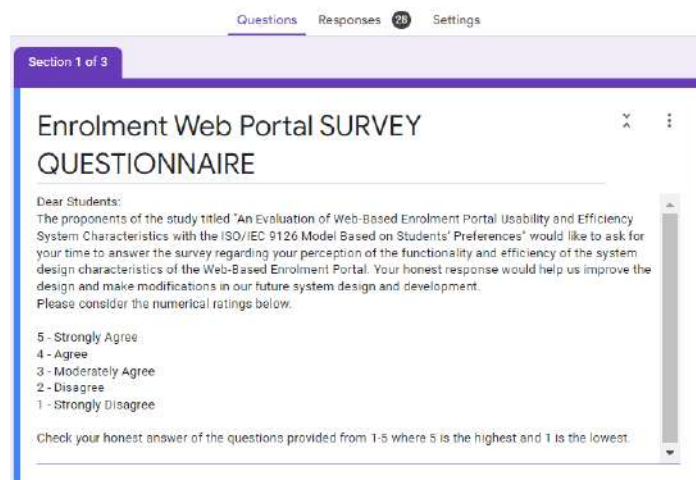 Questions Responses 28 Settings
Section 1 of 3
Enrolment Web Portal SURVEY
QUESTIONNAIRE
Dear Students:
The proponents of the study titled "An Evaluation of Web-Based Enrolment Portal Usability and Efficiency
System Characteristics with the ISO/IEC 9126 Model Based on Students' Preferences" would like to ask for
your time to answer the survey regarding your perception of the functionality and efficiency of the system
design characteristics of the Web-Based Enrolment Portal. Your honest response would help us improve the
design and make modifications in our future system design and development.
Please consider the numerical ratings below.
5 - Strongly Agree
4 - Agree
3 - Moderately Agree
2 - Disagree
1 - Strongly Disagree
Check your honest answer of the questions provided from 1-5 where 5 is the highest and 1 is the lowest.